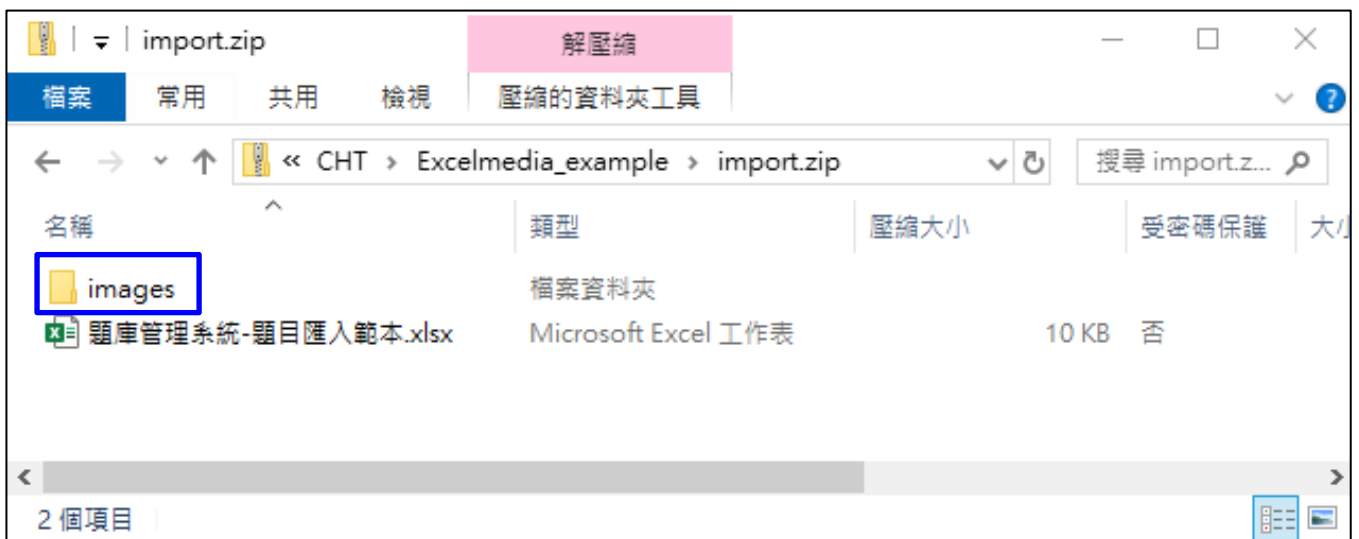 import.zip
解壓縮
檔案 常用 共用 檢視 壓縮的資料夾工具
« CHT › Excelmedia_example › import.zip 搜尋 import.z...
名稱 類型 壓縮大小 受密碼保護 大小
images 檔案資料夾
題庫管理系統-題目匯入範本.xlsx Microsoft Excel 工作表 10 KB 否
2 個項目